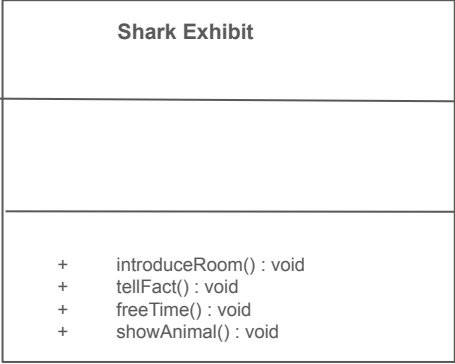 Shark Exhibit
+ introduceRoom() : void
+ tellFact() : void
+ freeTime() : void
+ showAnimal() : void